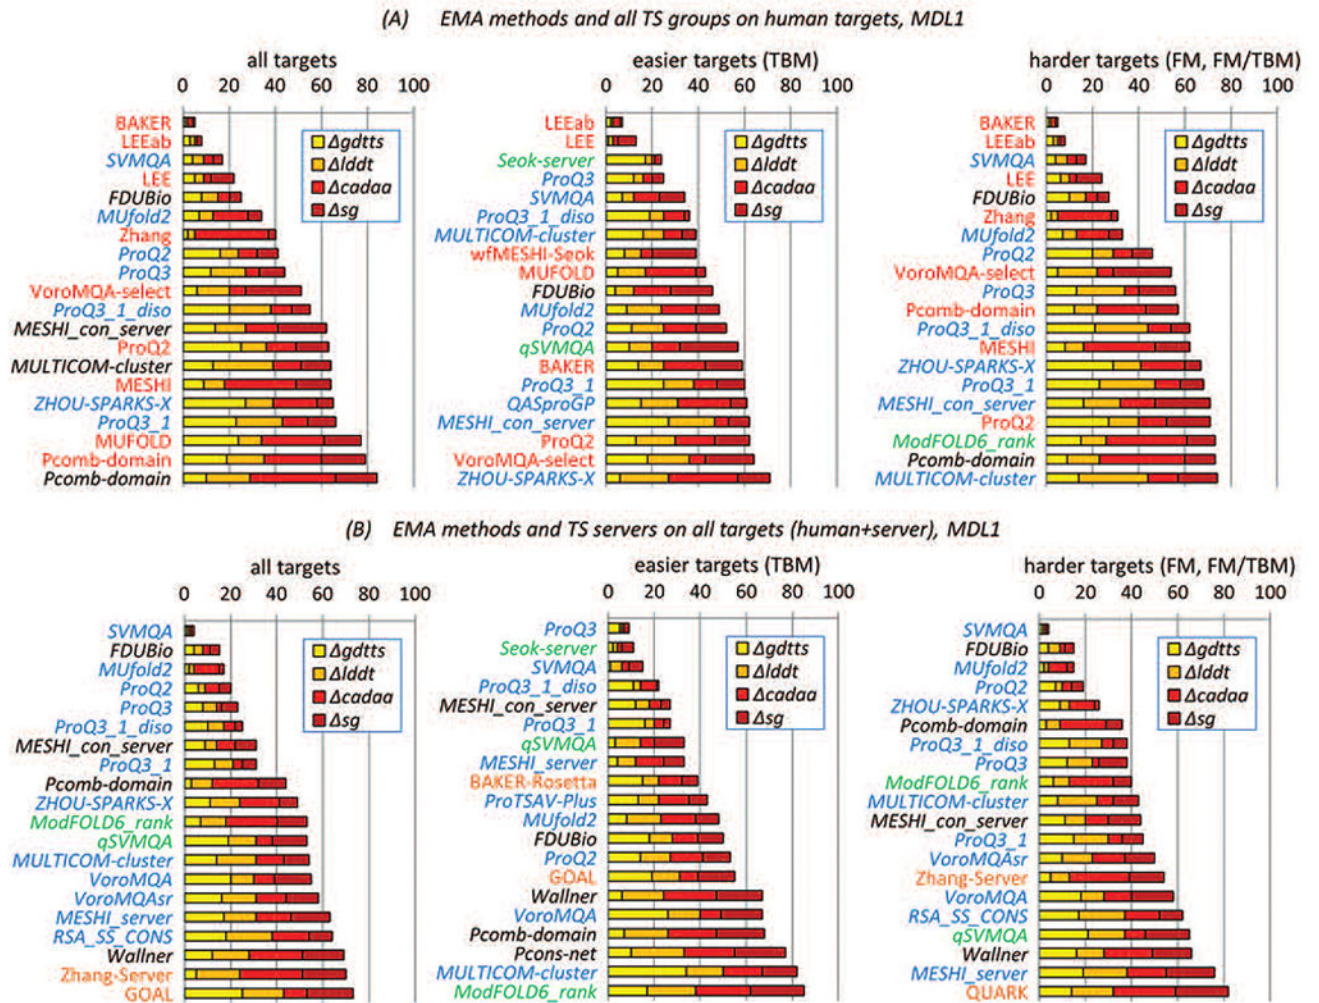 (A) EMA methods and all TS groups on human targets, MDL1
all targets
0 20 40 60 80 100
BAKER
LEEab
SVMQA
LEE
FDUBio
MUfold2
Zhang
ProQ2
ProQ3
VoroMQA-select
ProQ3_1_diso
MESHI_con_server
ProQ2
MULTICOM-cluster
MESHI
ZHOU-SPARKS-X
ProQ3_1
MUFOLD
Pcomb-domain
Pcomb-domain
Δgdtts
Δlddt
Δcadaa
Δsg
easier targets (TBM)
0 20 40 60 80 100
LEEab
LEE
Seok-server
ProQ3
SVMQA
ProQ3_1_diso
MULTICOM-cluster
wfMESHI-Seok
MUFOLD
FDUBio
MUfold2
ProQ2
qSVMQA
BAKER
ProQ3_1
QASproGP
MESHI_con_server
ProQ2
VoroMQA-select
ZHOU-SPARKS-X
Δgdtts
Δlddt
Δcadaa
Δsg
harder targets (FM, FM/TBM)
0 20 40 60 80 100
BAKER
LEEab
SVMQA
LEE
FDUBio
Zhang
MUfold2
ProQ2
VoroMQA-select
ProQ3
Pcomb-domain
ProQ3_1_diso
MESHI
ZHOU-SPARKS-X
ProQ3_1
MESHI_con_server
ProQ2
ModFOLD6_rank
Pcomb-domain
MULTICOM-cluster
Δgdtts
Δlddt
Δcadaa
Δsg
(B) EMA methods and TS servers on all targets (human+server), MDL1
all targets
0 20 40 60 80 100
SVMQA
FDUBio
MUfold2
ProQ2
ProQ3
ProQ3_1_diso
MESHI_con_server
ProQ3_1
Pcomb-domain
ZHOU-SPARKS-X
ModFOLD6_rank
qSVMQA
MULTICOM-cluster
VoroMQA
VoroMQAsr
MESHI_server
RSA_SS_CONS
Wallner
Zhang-Server
GOAL
Δgdtts
Δlddt
Δcadaa
Δsg
easier targets (TBM)
0 20 40 60 80 100
ProQ3
Seok-server
SVMQA
ProQ3_1_diso
MESHI_con_server
ProQ3_1
qSVMQA
MESHI_server
BAKER-Rosetta
ProTSAV-Plus
MUfold2
FDUBio
ProQ2
GOAL
Wallner
VoroMQA
Pcomb-domain
Pcons-net
MULTICOM-cluster
ModFOLD6_rank
Δgdtts
Δlddt
Δcadaa
Δsg
harder targets (FM, FM/TBM)
0 20 40 60 80 100
SVMQA
FDUBio
MUfold2
ProQ2
ZHOU-SPARKS-X
Pcomb-domain
ProQ3_1_diso
ProQ3
ModFOLD6_rank
MULTICOM-cluster
MESHI_con_server
ProQ3_1
VoroMQAsr
Zhang-Server
VoroMQA
RSA_SS_CONS
qSVMQA
Wallner
MESHI_server
QUARK
Δgdtts
Δlddt
Δcadaa
Δsg